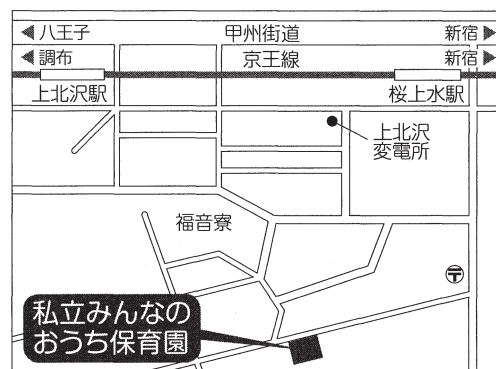 ◀八王子 甲州街道 新宿▶
◀調布 京王線 新宿▶
上北沢駅 桜上水駅
上北沢
変電所
福音寮
〒
私立みんなの
おうち保育園